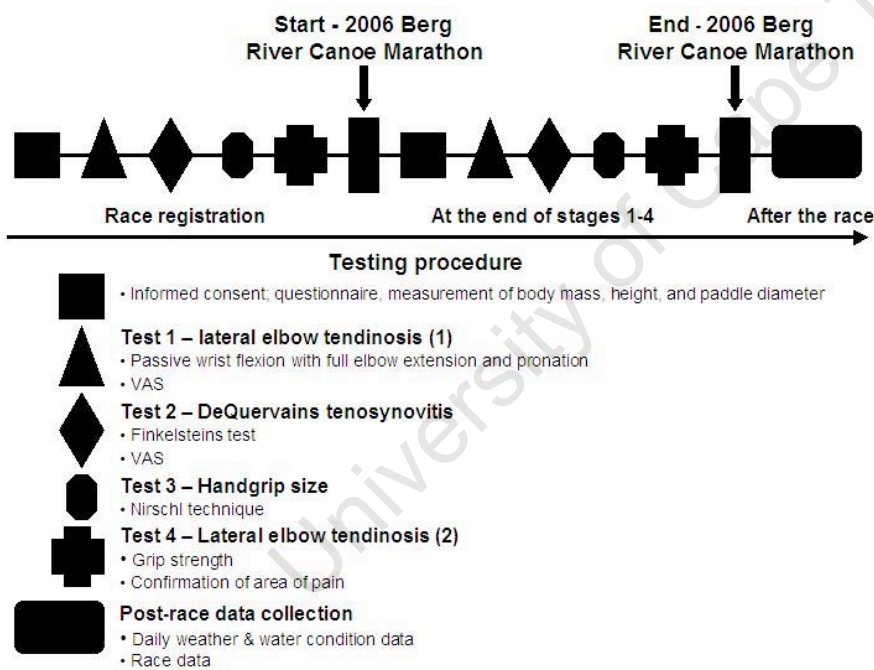 Start - 2006 Berg
River Canoe Marathon
End - 2006 Berg
River Canoe Marathon
Race registration
At the end of stages 1-4
After the race
Testing procedure
• Informed consent; questionnaire, measurement of body mass, height, and paddle diameter
Test 1 – lateral elbow tendinosis (1)
• Passive wrist flexion with full elbow extension and pronation
• VAS
Test 2 – DeQuervains tenosynovitis
• Finkelsteins test
• VAS
Test 3 – Handgrip size
• Nirschl technique
Test 4 – Lateral elbow tendinosis (2)
• Grip strength
• Confirmation of area of pain
Post-race data collection
• Daily weather & water condition data
• Race data
University of Cape